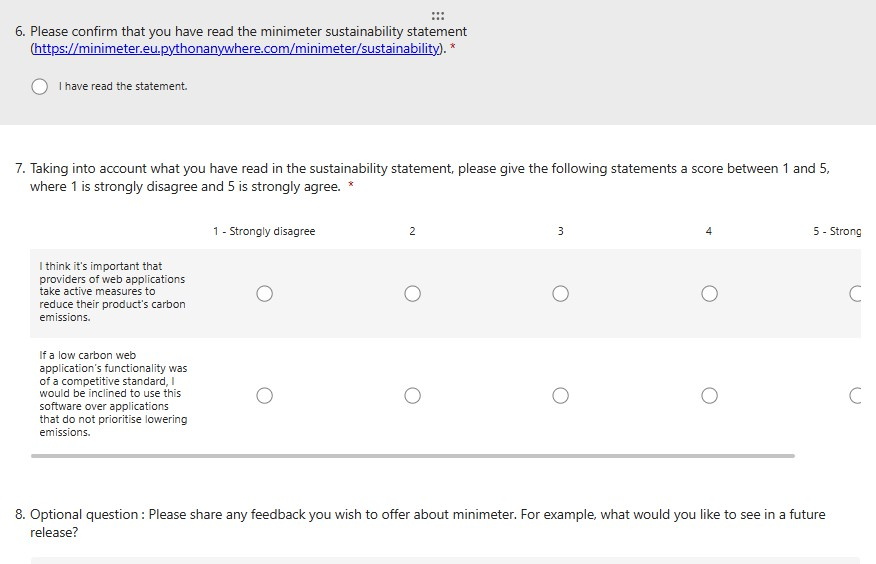 6. Please confirm that you have read the minimeter sustainability statement
(https://minimeter.eu.pythonanywhere.com/minimeter/sustainability). *
I have read the statement.
7. Taking into account what you have read in the sustainability statement, please give the following statements a score between 1 and 5,
where 1 is strongly disagree and 5 is strongly agree. *
1 - Strongly disagree 2 3 4 5 - Strong
I think it's important that
providers of web applications
take active measures to
reduce their product's carbon
emissions.
If a low carbon web
application's functionality was
of a competitive standard, I
would be inclined to use this
software over applications
that do not prioritise lowering
emissions.
8. Optional question : Please share any feedback you wish to offer about minimeter. For example, what would you like to see in a future
release?